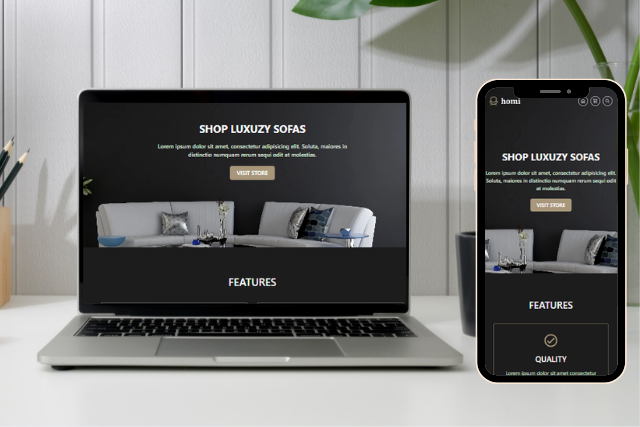 SHOP LUXUZY SOFAS
Lorem ipsum dolor sit amet, consectetur adipisicing elit. Soluta, maiores in
distinctio numquam rerum sequi odit at molestias.
VISIT STORE
FEATURES
homi
SHOP LUXUZY SOFAS
Lorem ipsum dolor sit amet, consectetur adipisicing elit.
Soluta, maiores in distinctio numquam rerum sequi odit
at molestias.
VISIT STORE
FEATURES
QUALITY
Lorem ipsum dolor sit amet consectetur